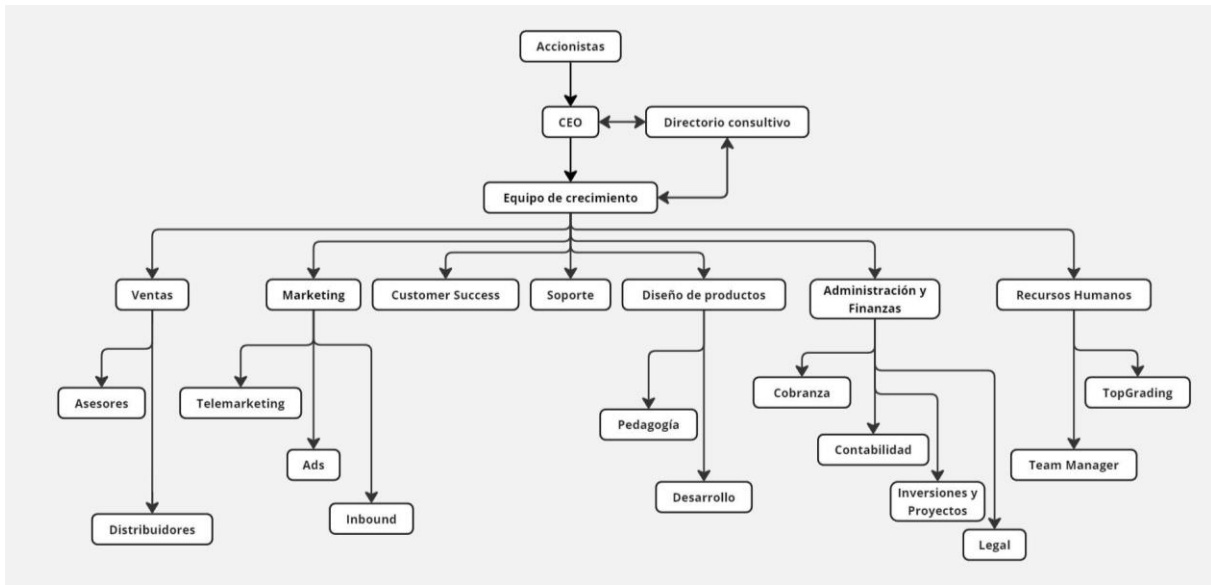 Accionistas
CEO
Directorio consultivo
Equipo de crecimiento
Ventas
Marketing
Customer Success
Soporte
Diseño de productos
Administración y
Finanzas
Recursos Humanos
Asesores
Telemarketing
Cobranza
TopGrading
Pedagogía
Contabilidad
Ads
Team Manager
Desarrollo
Inversiones y
Proyectos
Distribuidores
Inbound
Legal